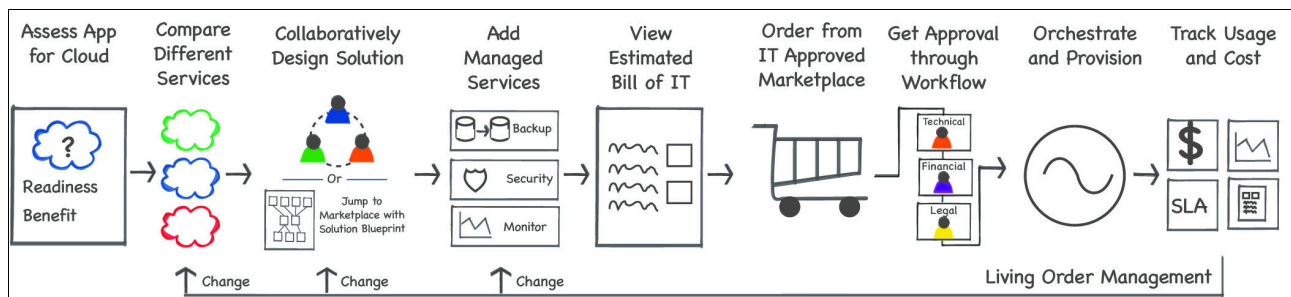 Assess App
for Cloud
Compare
Different
Services
Collaboratively
Design Solution
Add
Managed
Services
View
Estimated
Bill of IT
Order from
IT Approved
Marketplace
Get Approval
through
Workflow
Orchestrate
and Provision
Track Usage
and Cost
?
Readiness
Benefit
Or
Jump to
Marketplace with
Solution Blueprint
Backup
Security
Monitor
Technical
Financial
Legal
$
SLA
Change
Change
Change
Living Order Management